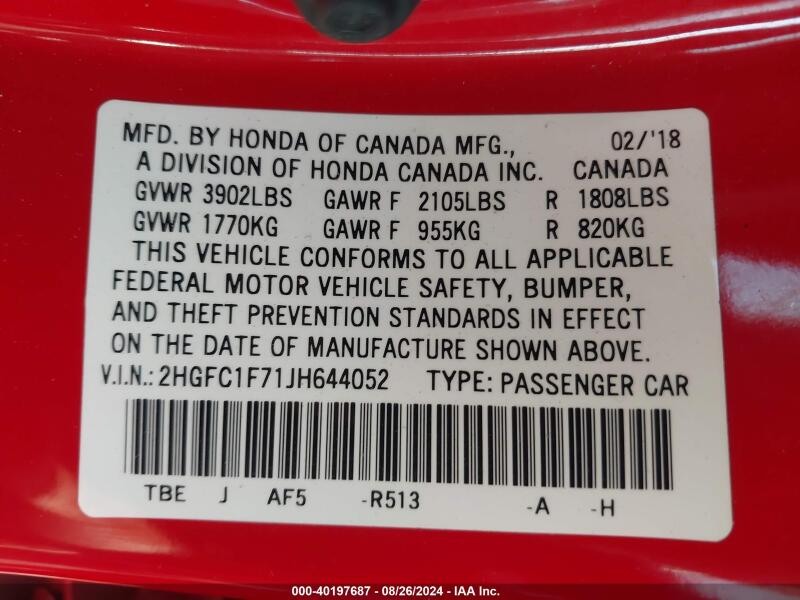 MFD. BY HONDA OF CANADA MFG., 02/'18
A DIVISION OF HONDA CANADA INC. CANADA
GVWR 3902LBS GAWR F 2105LBS R 1808LBS
GVWR 1770KG GAWR F 955KG R 820KG
THIS VEHICLE CONFORMS TO ALL APPLICABLE
FEDERAL MOTOR VEHICLE SAFETY, BUMPER,
AND THEFT PREVENTION STANDARDS IN EFFECT
ON THE DATE OF MANUFACTURE SHOWN ABOVE.
V.I.N.: 2HGFC1F71JH644052 TYPE: PASSENGER CAR
TBE J AF5 -R513 -A -H
000-40197687 - 08/26/2024 - IAA Inc.